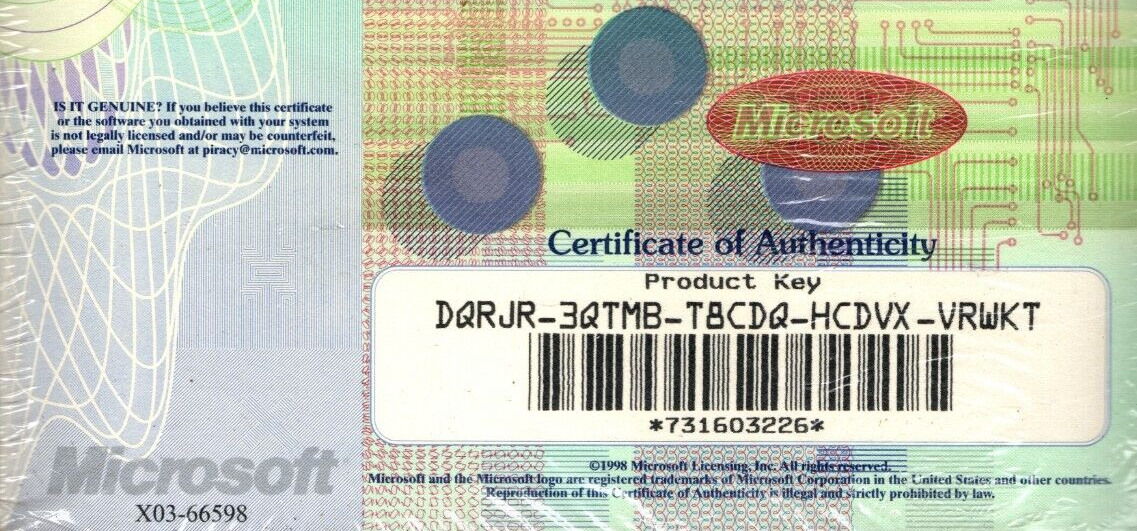 IS IT GENUINE? If you believe this certificate
or the software you obtained with your system
is not legally licensed and/or may be counterfeit,
please email Microsoft at piracy@microsoft.com.
Microsoft
X03-66598
Microsoft
Certificate of Authenticity
Product Key
DQRJR-3QTMB-T8CDQ-HCDVX-VRWKT
*731603226*
©1998 Microsoft Licensing, Inc. All rights reserved.
Microsoft and the Microsoft logo are registered trademarks of Microsoft Corporation in the United States and other countries.
Reproduction of this Certificate of Authenticity is illegal and strictly prohibited by law.